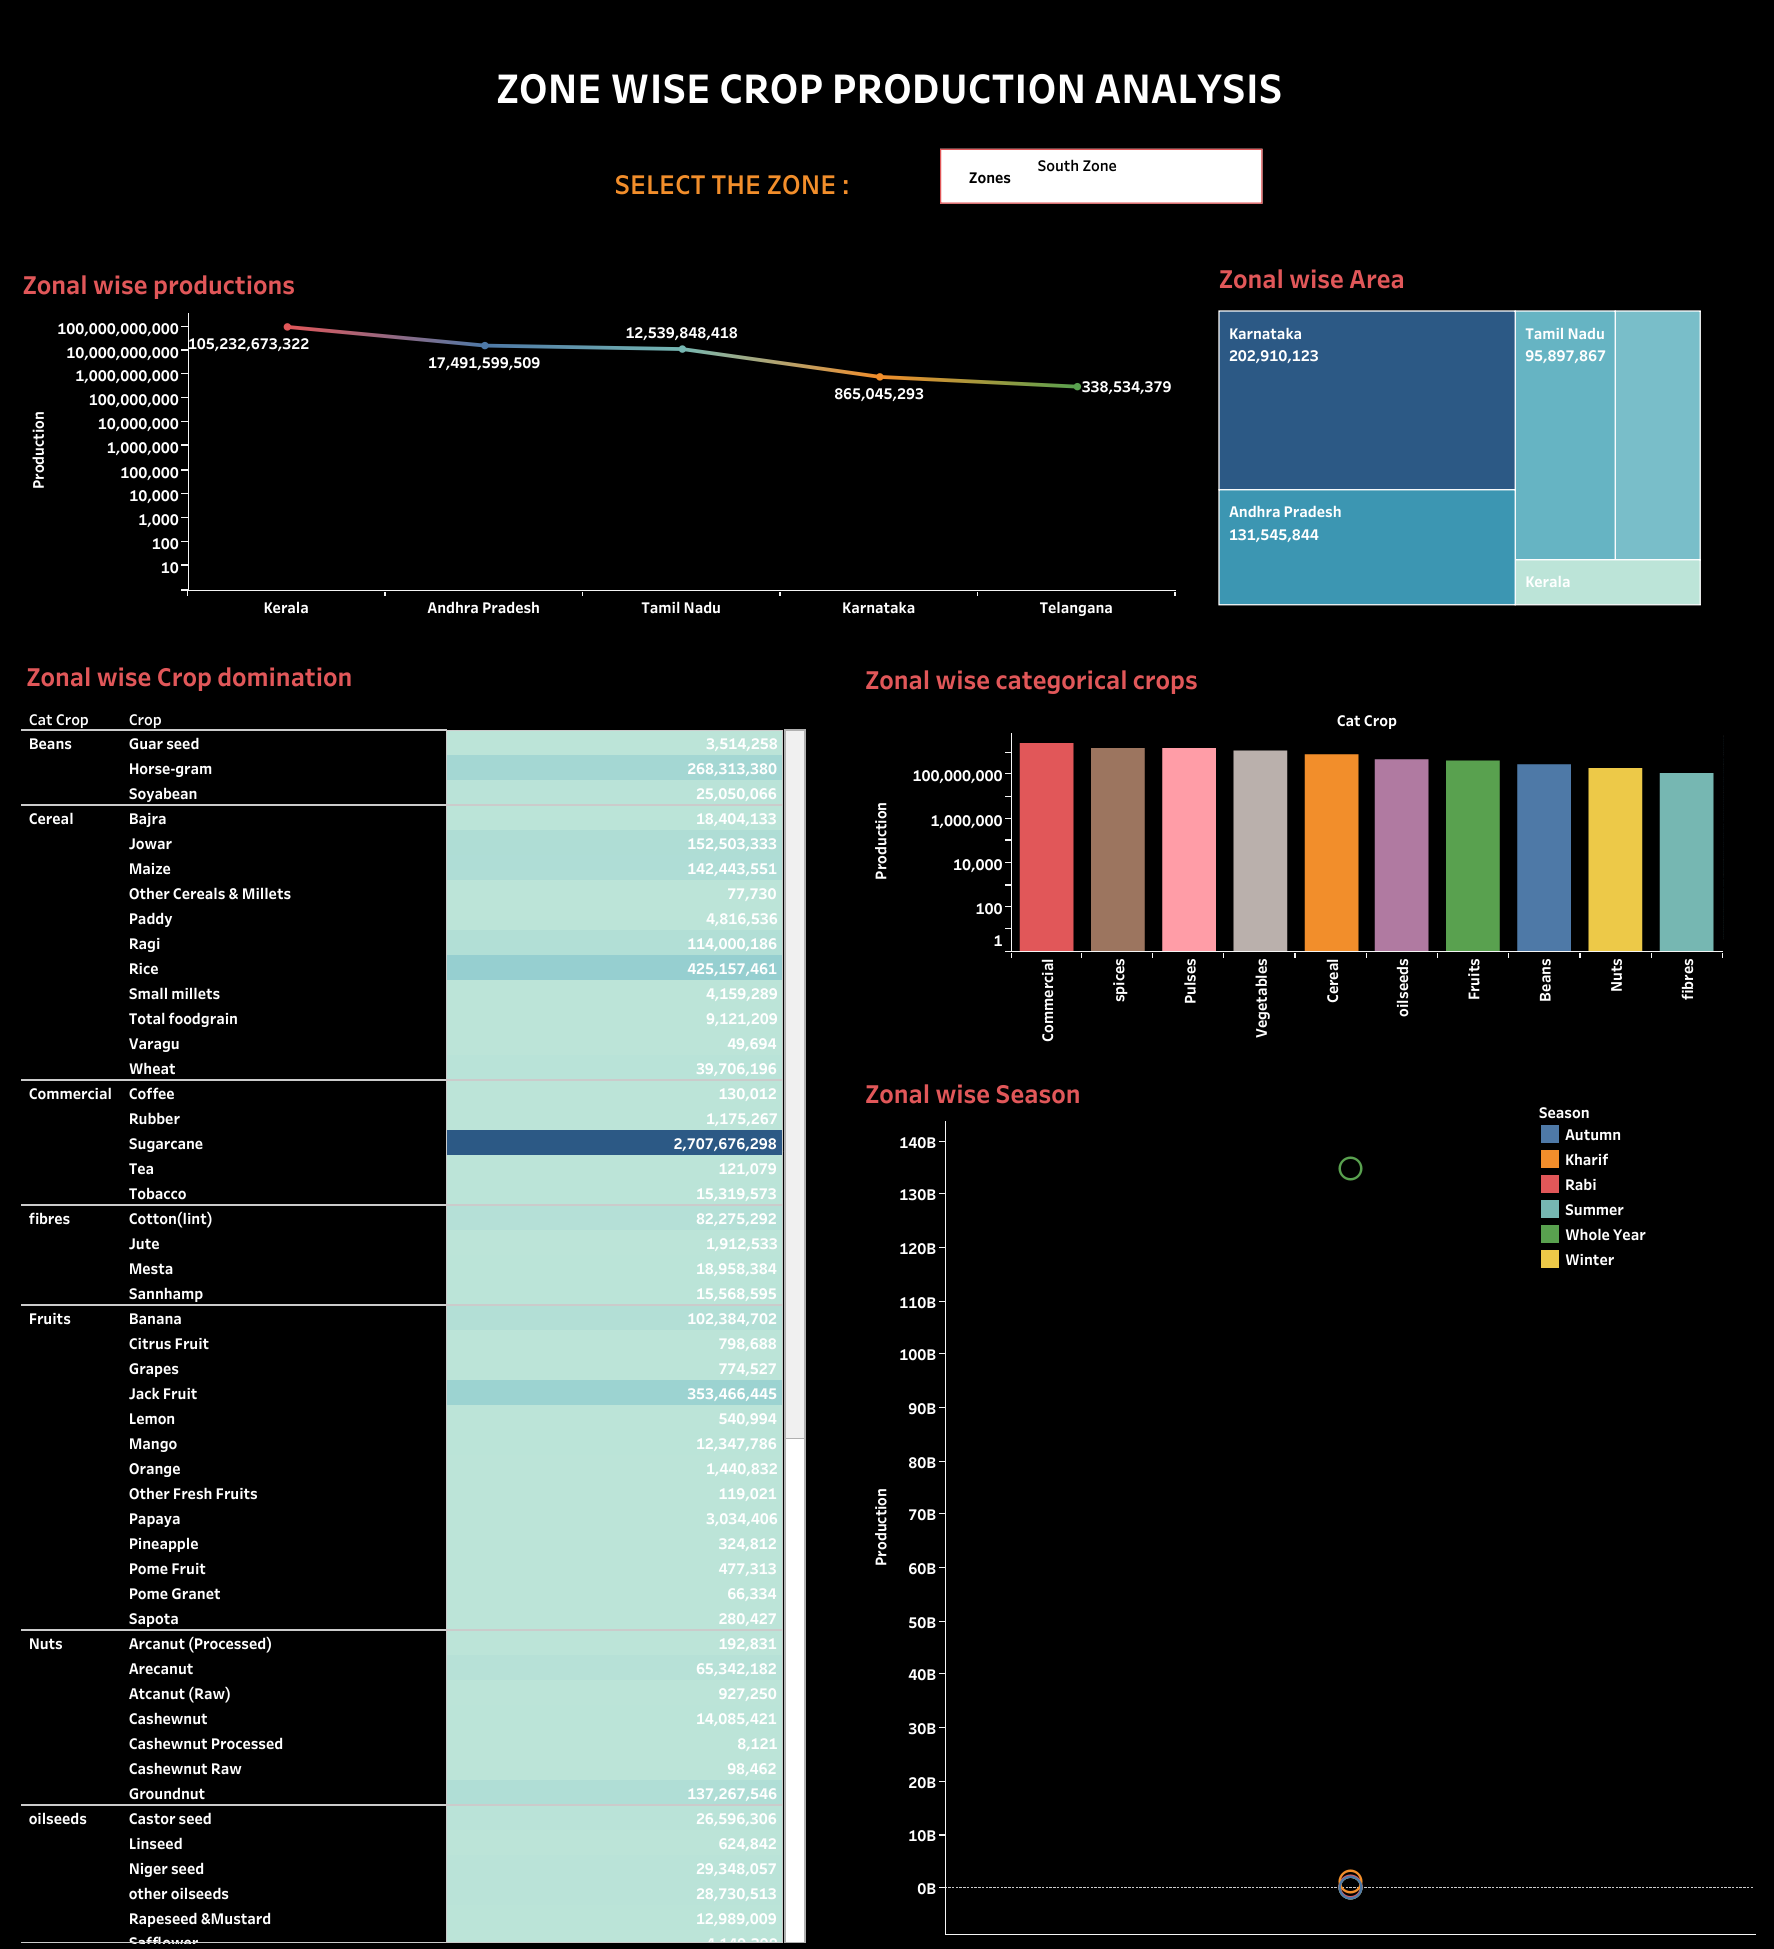 ZONE WISE CROP PRODUCTION ANALYSIS
SELECT THE ZONE :
Zones
South Zone
Zonal wise productions
Production
100,000,000,000
10,000,000,000
1,000,000,000
100,000,000
10,000,000
1,000,000
100,000
10,000
1,000
100
10
105,232,673,322
17,491,599,509
12,539,848,418
865,045,293
338,534,379
Kerala
Andhra Pradesh
Tamil Nadu
Karnataka
Telangana
Zonal wise Area
Karnataka
202,910,123
Tamil Nadu
95,897,867
Andhra Pradesh
131,545,844
Kerala
Zonal wise Crop domination
Cat Crop Crop
Beans Guar seed 3,514,258
Horse-gram 268,313,380
Soyabean 25,050,066
Cereal Bajra 18,404,133
Jowar 152,503,333
Maize 142,443,551
Other Cereals & Millets 77,730
Paddy 4,816,536
Ragi 114,000,186
Rice 425,157,461
Small millets 4,159,289
Total foodgrain 9,121,209
Varagu 49,694
Wheat 39,706,196
Commercial Coffee 130,012
Rubber 1,175,267
Sugarcane 2,707,676,298
Tea 121,079
Tobacco 15,319,573
fibres Cotton(lint) 82,275,292
Jute 1,912,533
Mesta 18,958,384
Sannhamp 15,568,595
Fruits Banana 102,384,702
Citrus Fruit 798,688
Grapes 774,527
Jack Fruit 353,466,445
Lemon 540,994
Mango 12,347,786
Orange 1,440,832
Other Fresh Fruits 119,021
Papaya 3,034,406
Pineapple 324,812
Pome Fruit 477,313
Pome Granet 66,334
Sapota 280,427
Nuts Arcanut (Processed) 192,831
Arecanut 65,342,182
Atcanut (Raw) 927,250
Cashewnut 14,085,421
Cashewnut Processed 8,121
Cashewnut Raw 98,462
Groundnut 137,267,546
oilseeds Castor seed 26,596,306
Linseed 624,842
Niger seed 29,348,057
other oilseeds 28,730,513
Rapeseed &Mustard 12,989,009
Safflower
Zonal wise categorical crops
Cat Crop
Production
100,000,000
1,000,000
10,000
100
1
Commercial
spices
Pulses
Vegetables
Cereal
oilseeds
Fruits
Beans
Nuts
fibres
Zonal wise Season
Season
Autumn
Kharif
Rabi
Summer
Whole Year
Winter
Production
140B
130B
120B
110B
100B
90B
80B
70B
60B
50B
40B
30B
20B
10B
0B